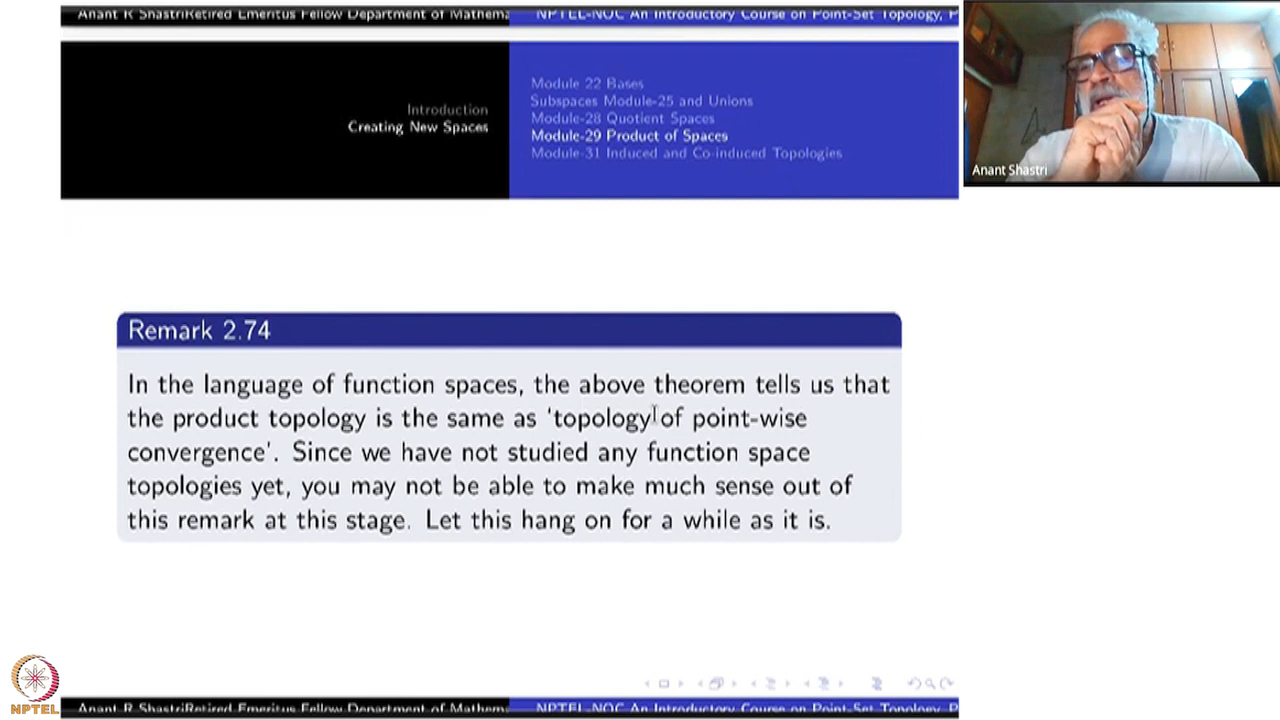 Anant R ShastriRetired Emeritus Fellow Department of Mathema
NPTEL-NOC An Introductory Course on Point-Set Topology, P
Introduction
Creating New Spaces
Module 22 Bases
Subspaces Module-25 and Unions
Module-28 Quotient Spaces
Module-29 Product of Spaces
Module-31 Induced and Co-induced Topologies
Anant Shastri
Remark 2.74
In the language of function spaces, the above theorem tells us that
the product topology is the same as ‘topology of point-wise
convergence’. Since we have not studied any function space
topologies yet, you may not be able to make much sense out of
this remark at this stage. Let this hang on for a while as it is.
NPTEL
Anant R ShastriRetired Emeritus Fellow Department of Mathema
NPTEL-NOC An Introductory Course on Point-Set Topology, P